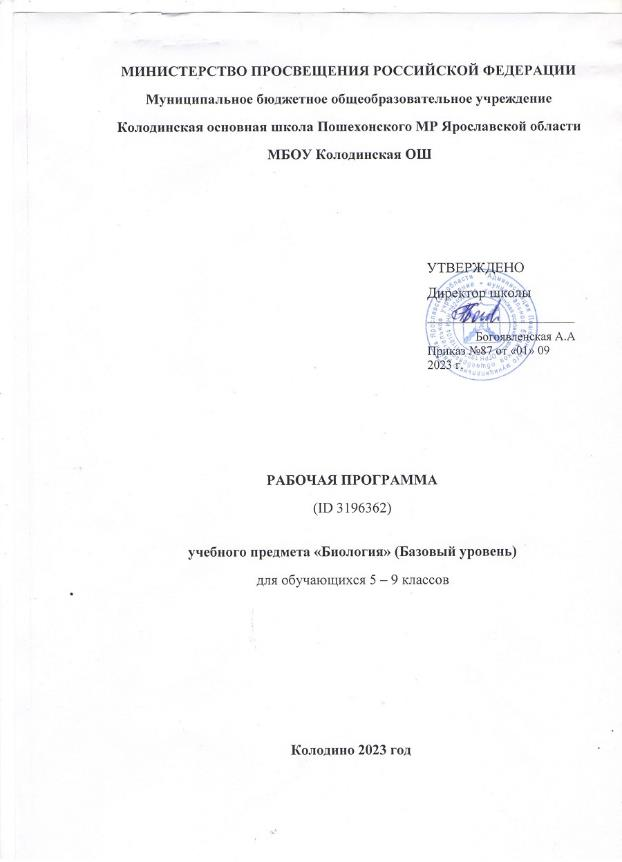 МИНИСТЕРСТВО ПРОСВЕЩЕНИЯ РОССИЙСКОЙ ФЕДЕРАЦИИ
Муниципальное бюджетное общеобразовательное учреждение
Колодинская основная школа Пошехонского МР Ярославской области
МБОУ Колодинская ОШ
УТВЕРЖДЕНО
Директор школы
Богоявленская А.А
Приказ №87 от «01» 09
2023 г.
РАБОЧАЯ ПРОГРАММА
(ID 3196362)
учебного предмета «Биология» (Базовый уровень)
для обучающихся 5 – 9 классов
Колодино 2023 год